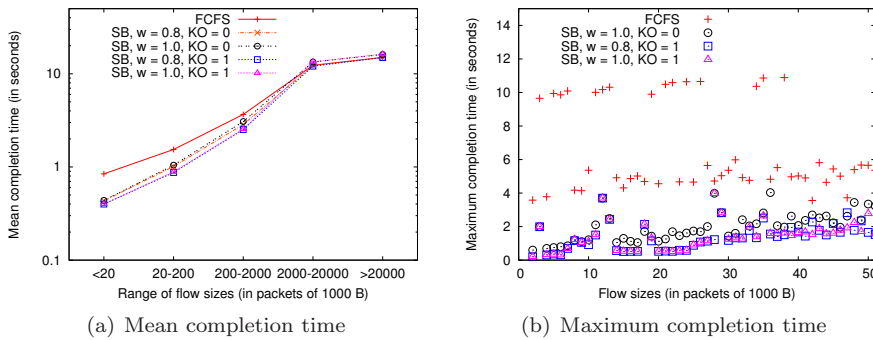 FCFS
SB, w = 0.8, KO = 0
SB, w = 1.0, KO = 0
SB, w = 0.8, KO = 1
SB, w = 1.0, KO = 1
Mean completion time (in seconds)
10
1
0.1
<20
20-200
200-2000
2000-20000
>20000
Range of flow sizes (in packets of 1000 B)
(a) Mean completion time
FCFS
SB, w = 1.0, KO = 0
SB, w = 0.8, KO = 1
SB, w = 1.0, KO = 1
Maximum completion time (in seconds)
14
12
10
8
6
4
2
0
0
10
20
30
40
50
Flow sizes (in packets of 1000 B)
(b) Maximum completion time